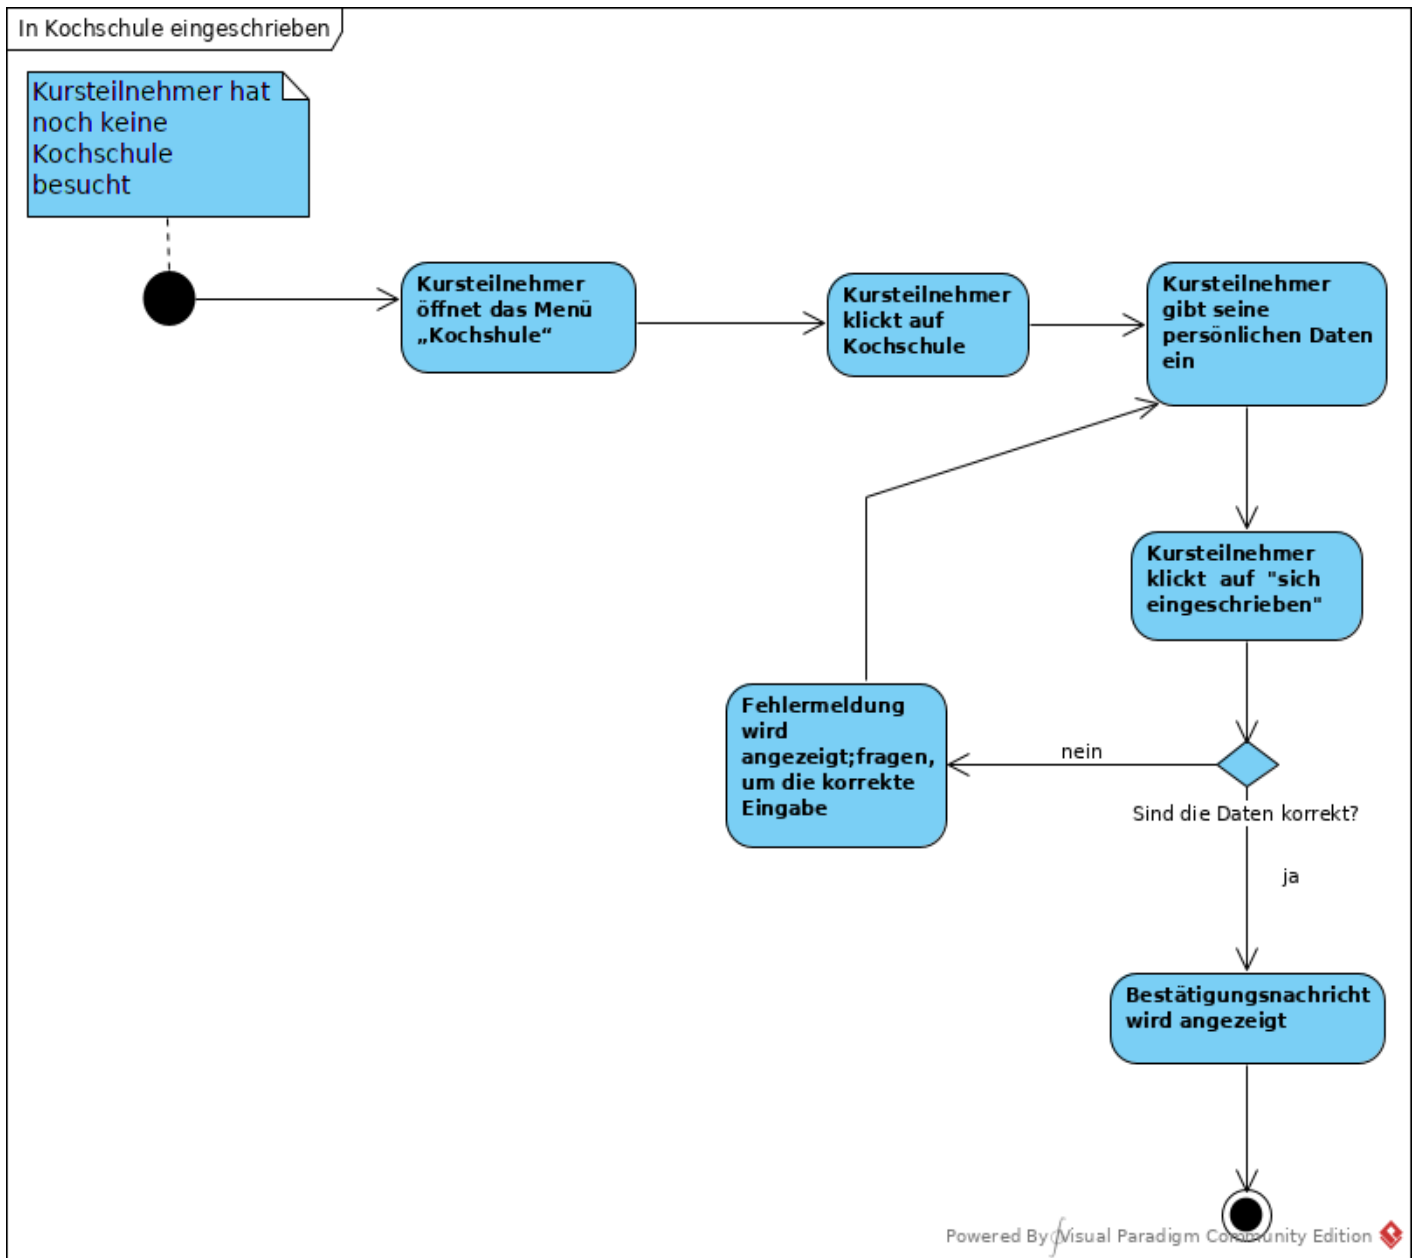 In Kochschule eingeschrieben
Kursteilnehmer hat
noch keine
Kochschule
besucht
Kursteilnehmer
öffnet das Menü
„Kochshule“
Kursteilnehmer
klickt auf
Kochschule
Kursteilnehmer
gibt seine
persönlichen Daten
ein
Kursteilnehmer
klickt auf "sich
eingeschrieben"
Fehlermeldung
wird
angezeigt;fragen,
um die korrekte
Eingabe
nein
Sind die Daten korrekt?
ja
Bestätigungsnachricht
wird angezeigt
Powered By Visual Paradigm Community Edition